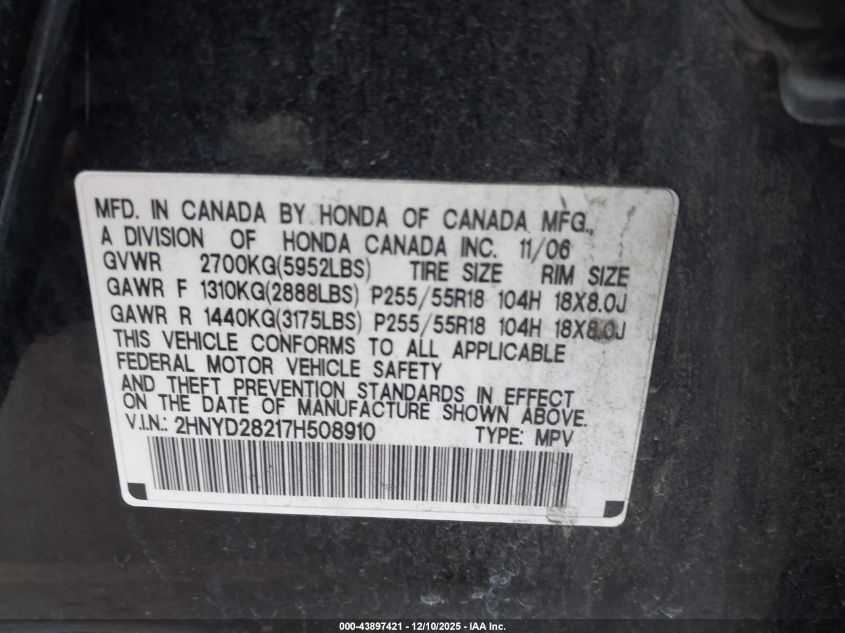 MFD. IN CANADA BY HONDA OF CANADA MFG.,
A DIVISION OF HONDA CANADA INC. 11/06
GVWR 2700KG(5952LBS) TIRE SIZE RIM SIZE
GAWR F 1310KG(2888LBS) P255/55R18 104H 18X8.0J
GAWR R 1440KG(3175LBS) P255/55R18 104H 18X8.0J
THIS VEHICLE CONFORMS TO ALL APPLICABLE
FEDERAL MOTOR VEHICLE SAFETY
AND THEFT PREVENTION STANDARDS IN EFFECT
ON THE DATE OF MANUFACTURE SHOWN ABOVE.
V.I.N.: 2HNYD28217H508910 TYPE: MPV
000-43897421 — 12/10/2025 — IAA Inc.